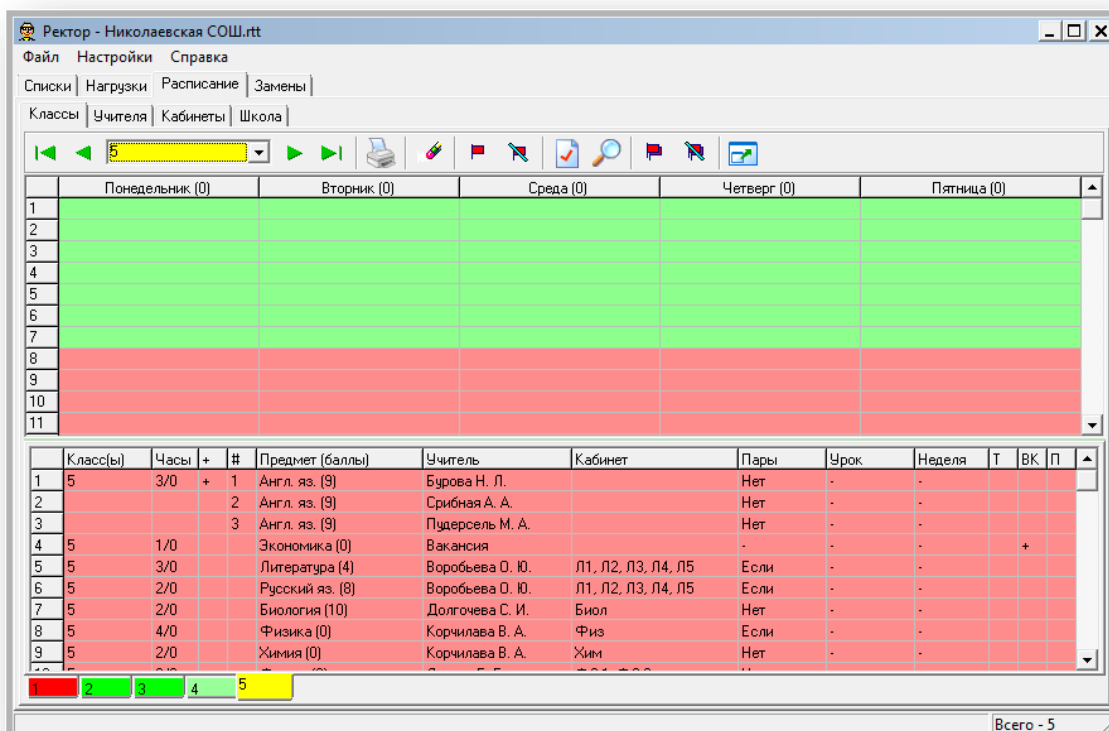 Ректор - Николаевская СОШ.rtt
Файл Настройки Справка
Списки Нагрузки Расписание Замены
Классы Учителя Кабинеты Школа
5
Понедельник (0) Вторник (0) Среда (0) Четверг (0) Пятница (0)
1
2
3
4
5
6
7
8
9
10
11
Класс(ы) Часы + # Предмет (баллы) Учитель Кабинет Пары Урок Неделя Т ВК П
1 5 3/0 + 1 Англ. яз. (9) Бурова Н. Л. Нет - -
2 2 Англ. яз. (9) Срибная А. А. Нет - -
3 3 Англ. яз. (9) Пудерсель М. А. Нет - -
4 5 1/0 Экономика (0) Вакансия - - - +
5 5 3/0 Литература (4) Воробьева О. Ю. Л1, Л2, Л3, Л4, Л5 Если - -
6 5 2/0 Русский яз. (8) Воробьева О. Ю. Л1, Л2, Л3, Л4, Л5 Если - -
7 5 2/0 Биология (10) Долгочева С. И. Биол Нет - -
8 5 4/0 Физика (0) Корчилава В. А. Физ Если - -
9 5 2/0 Химия (0) Корчилава В. А. Хим Нет - -
1 2 3 4 5
Всего - 5